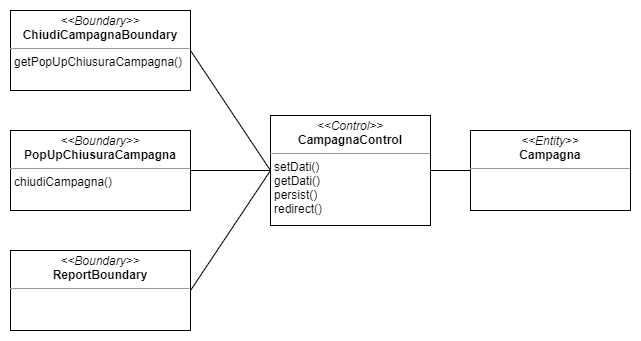 <<Boundary>>
ChiudiCampagnaBoundary
getPopUpChiusuraCampagna()
<<Boundary>>
PopUpChiusuraCampagna
chiudiCampagna()
<<Boundary>>
ReportBoundary
<<Control>>
CampagnaControl
setDati()
getDati()
persist()
redirect()
<<Entity>>
Campagna